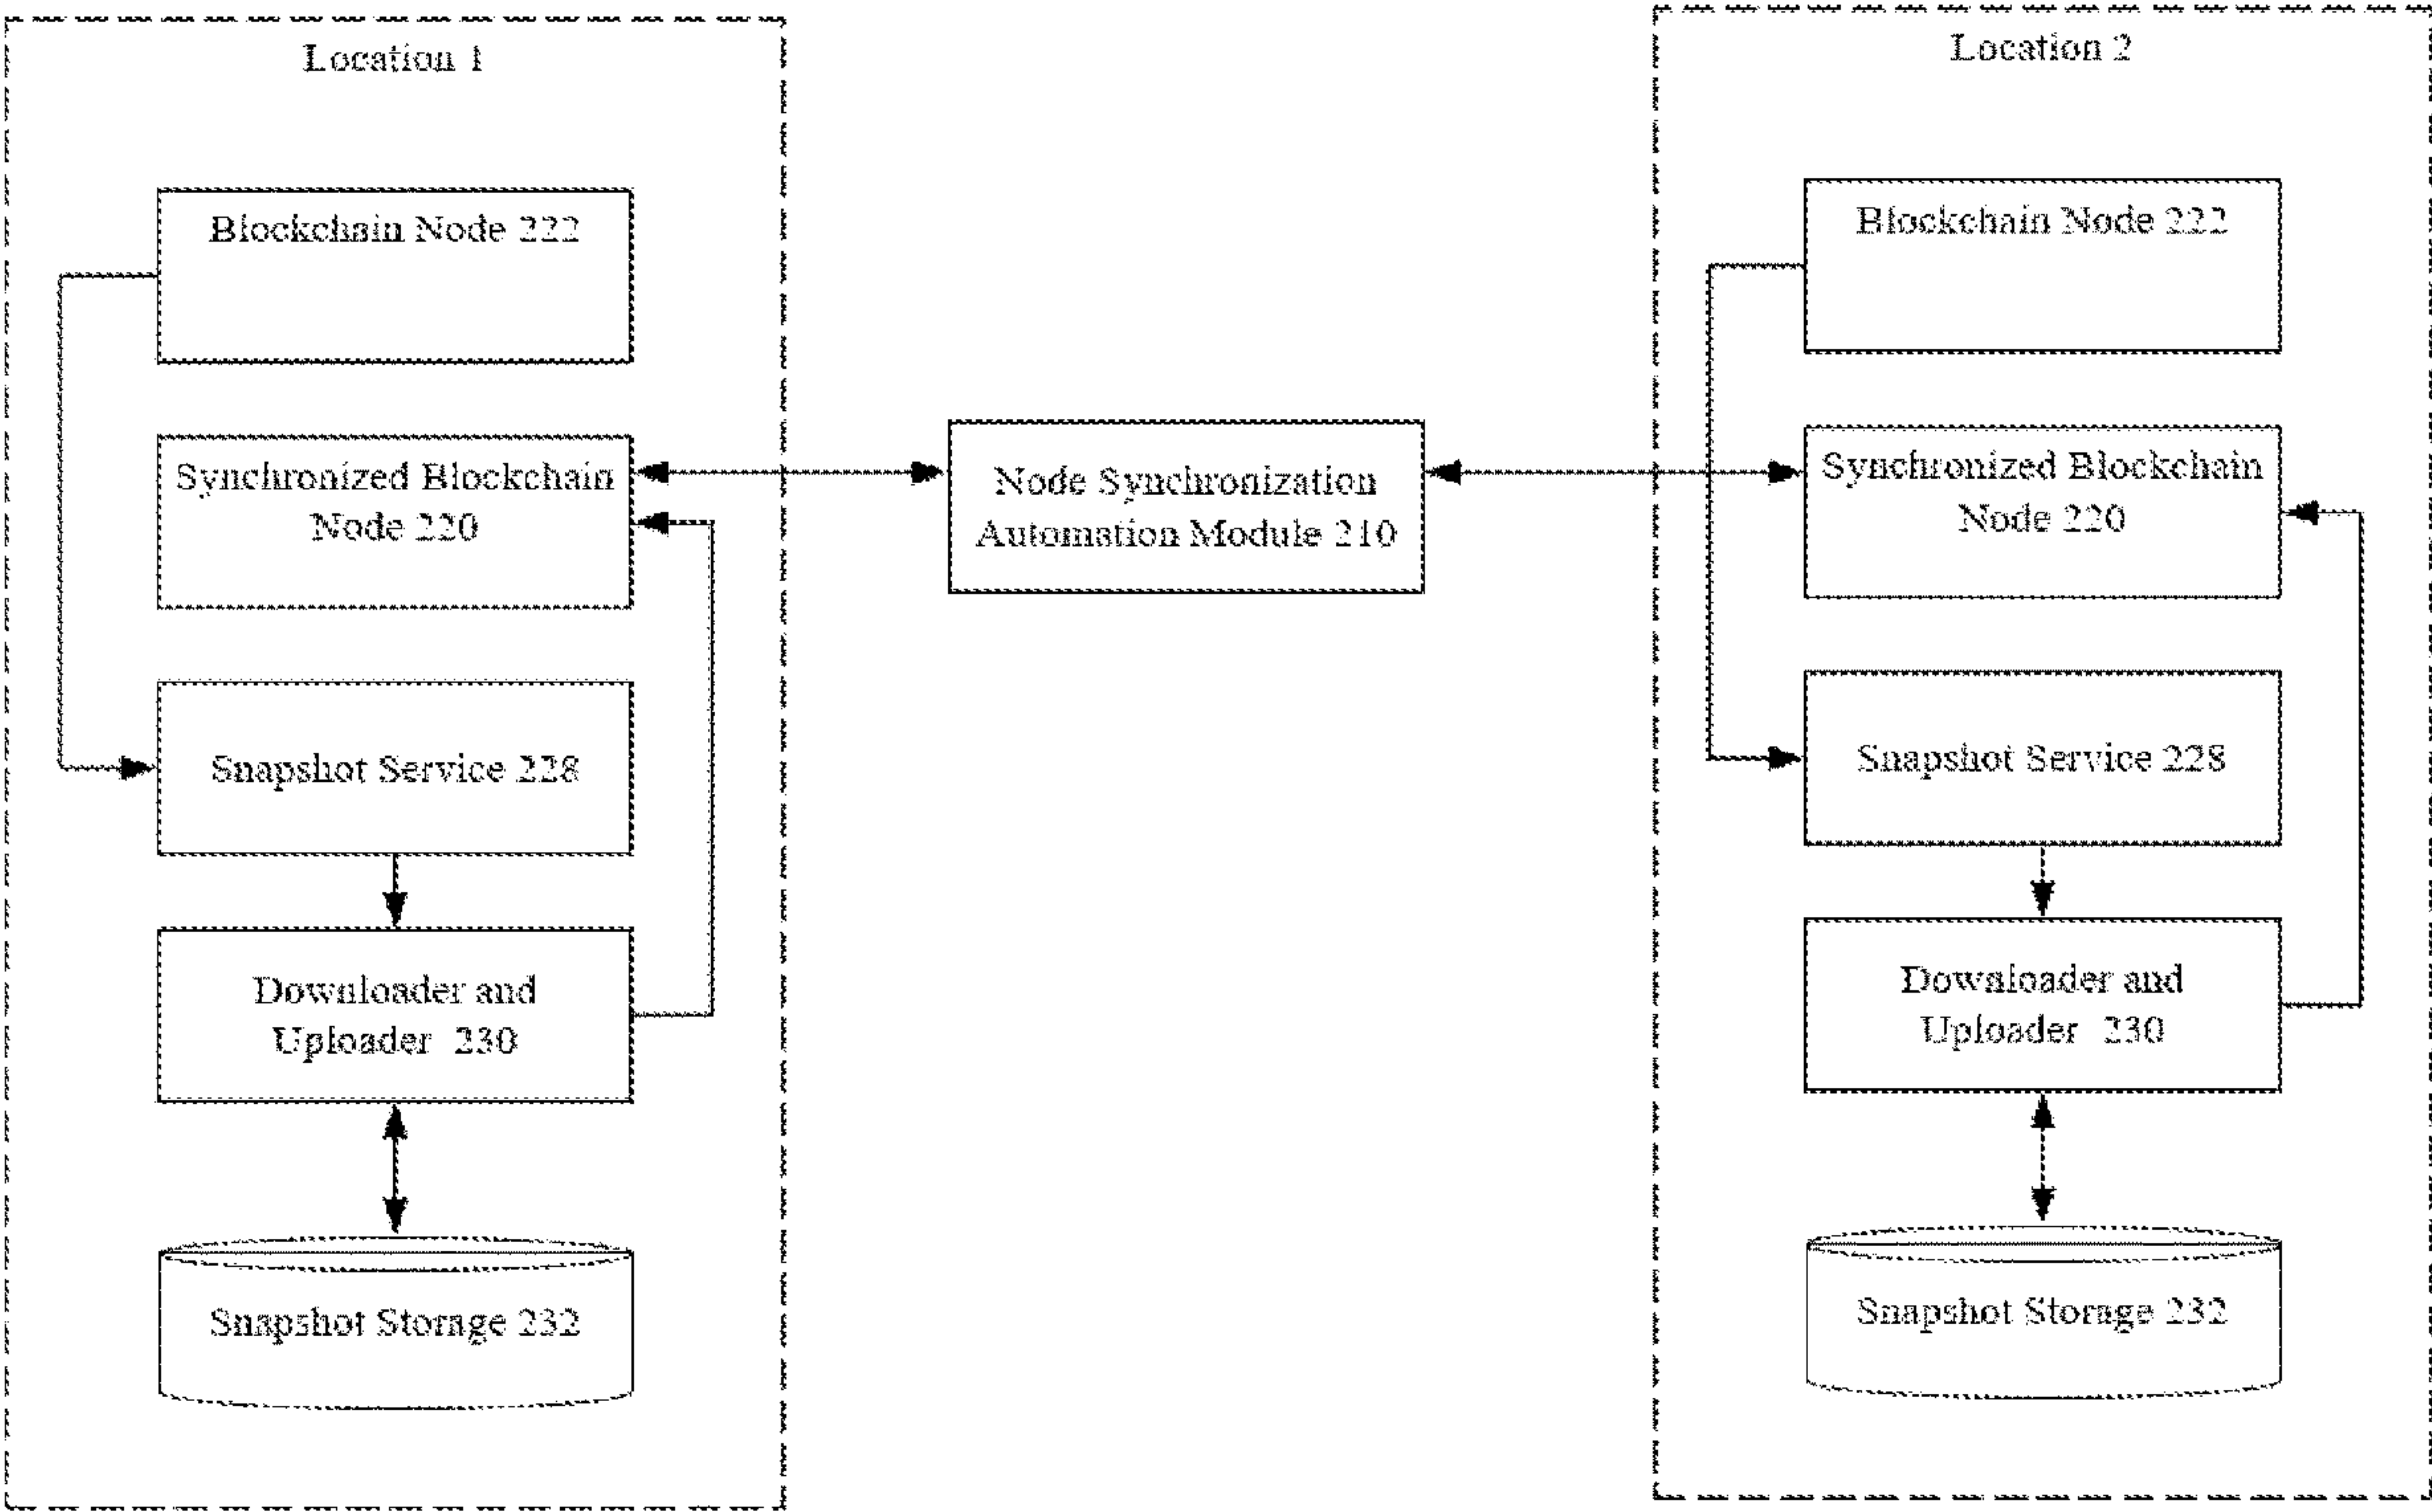 Location 1
Blockchain Node 222
Synchronized Blockchain
Node 220
Snapshot Service 228
Downloader and
Uploader 230
Snapshot Storage 232
Node Synchronization
Automation Module 210
Location 2
Blockchain Node 222
Synchronized Blockchain
Node 220
Snapshot Service 228
Downloader and
Uploader 230
Snapshot Storage 232